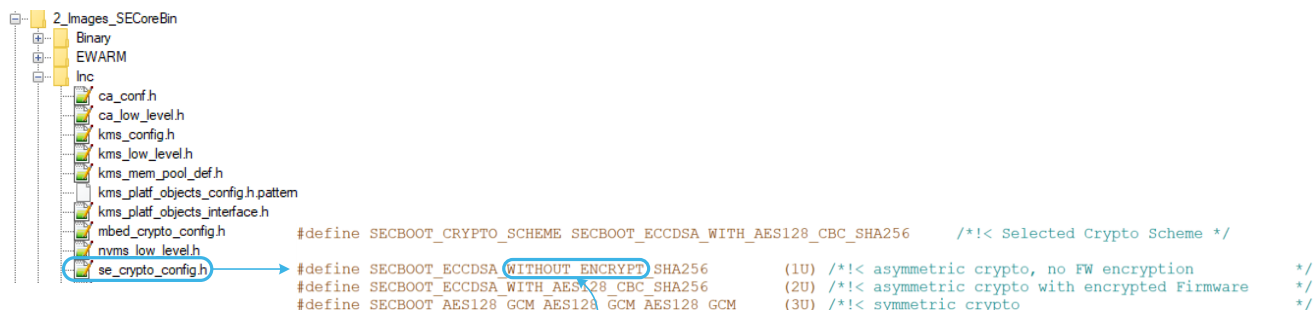 2_Images_SECoreBin
Binary
EWARM
Inc
ca_conf.h
ca_low_level.h
kms_config.h
kms_low_level.h
kms_mem_pool_def.h
kms_platf_objects_config.h.pattern
kms_platf_objects_interface.h
mbed_crypto_config.h
#define SECBOOT_CRYPTO_SCHEME SECBOOT_ECCDSA_WITH_AES128_CBC_SHA256 /*!< Selected Crypto Scheme */
nvms_low_level.h
se_crypto_config.h
#define SECBOOT_ECCDSA_WITHOUT_ENCRYPT_SHA256 (1U) /*!< asymmetric crypto, no FW encryption */
#define SECBOOT_ECCDSA_WITH_AES128_CBC_SHA256 (2U) /*!< asymmetric crypto with encrypted Firmware */
#define SECBOOT_AES128_GCM_AES128_GCM_AES128_GCM (3U) /*!< symmetric crypto */